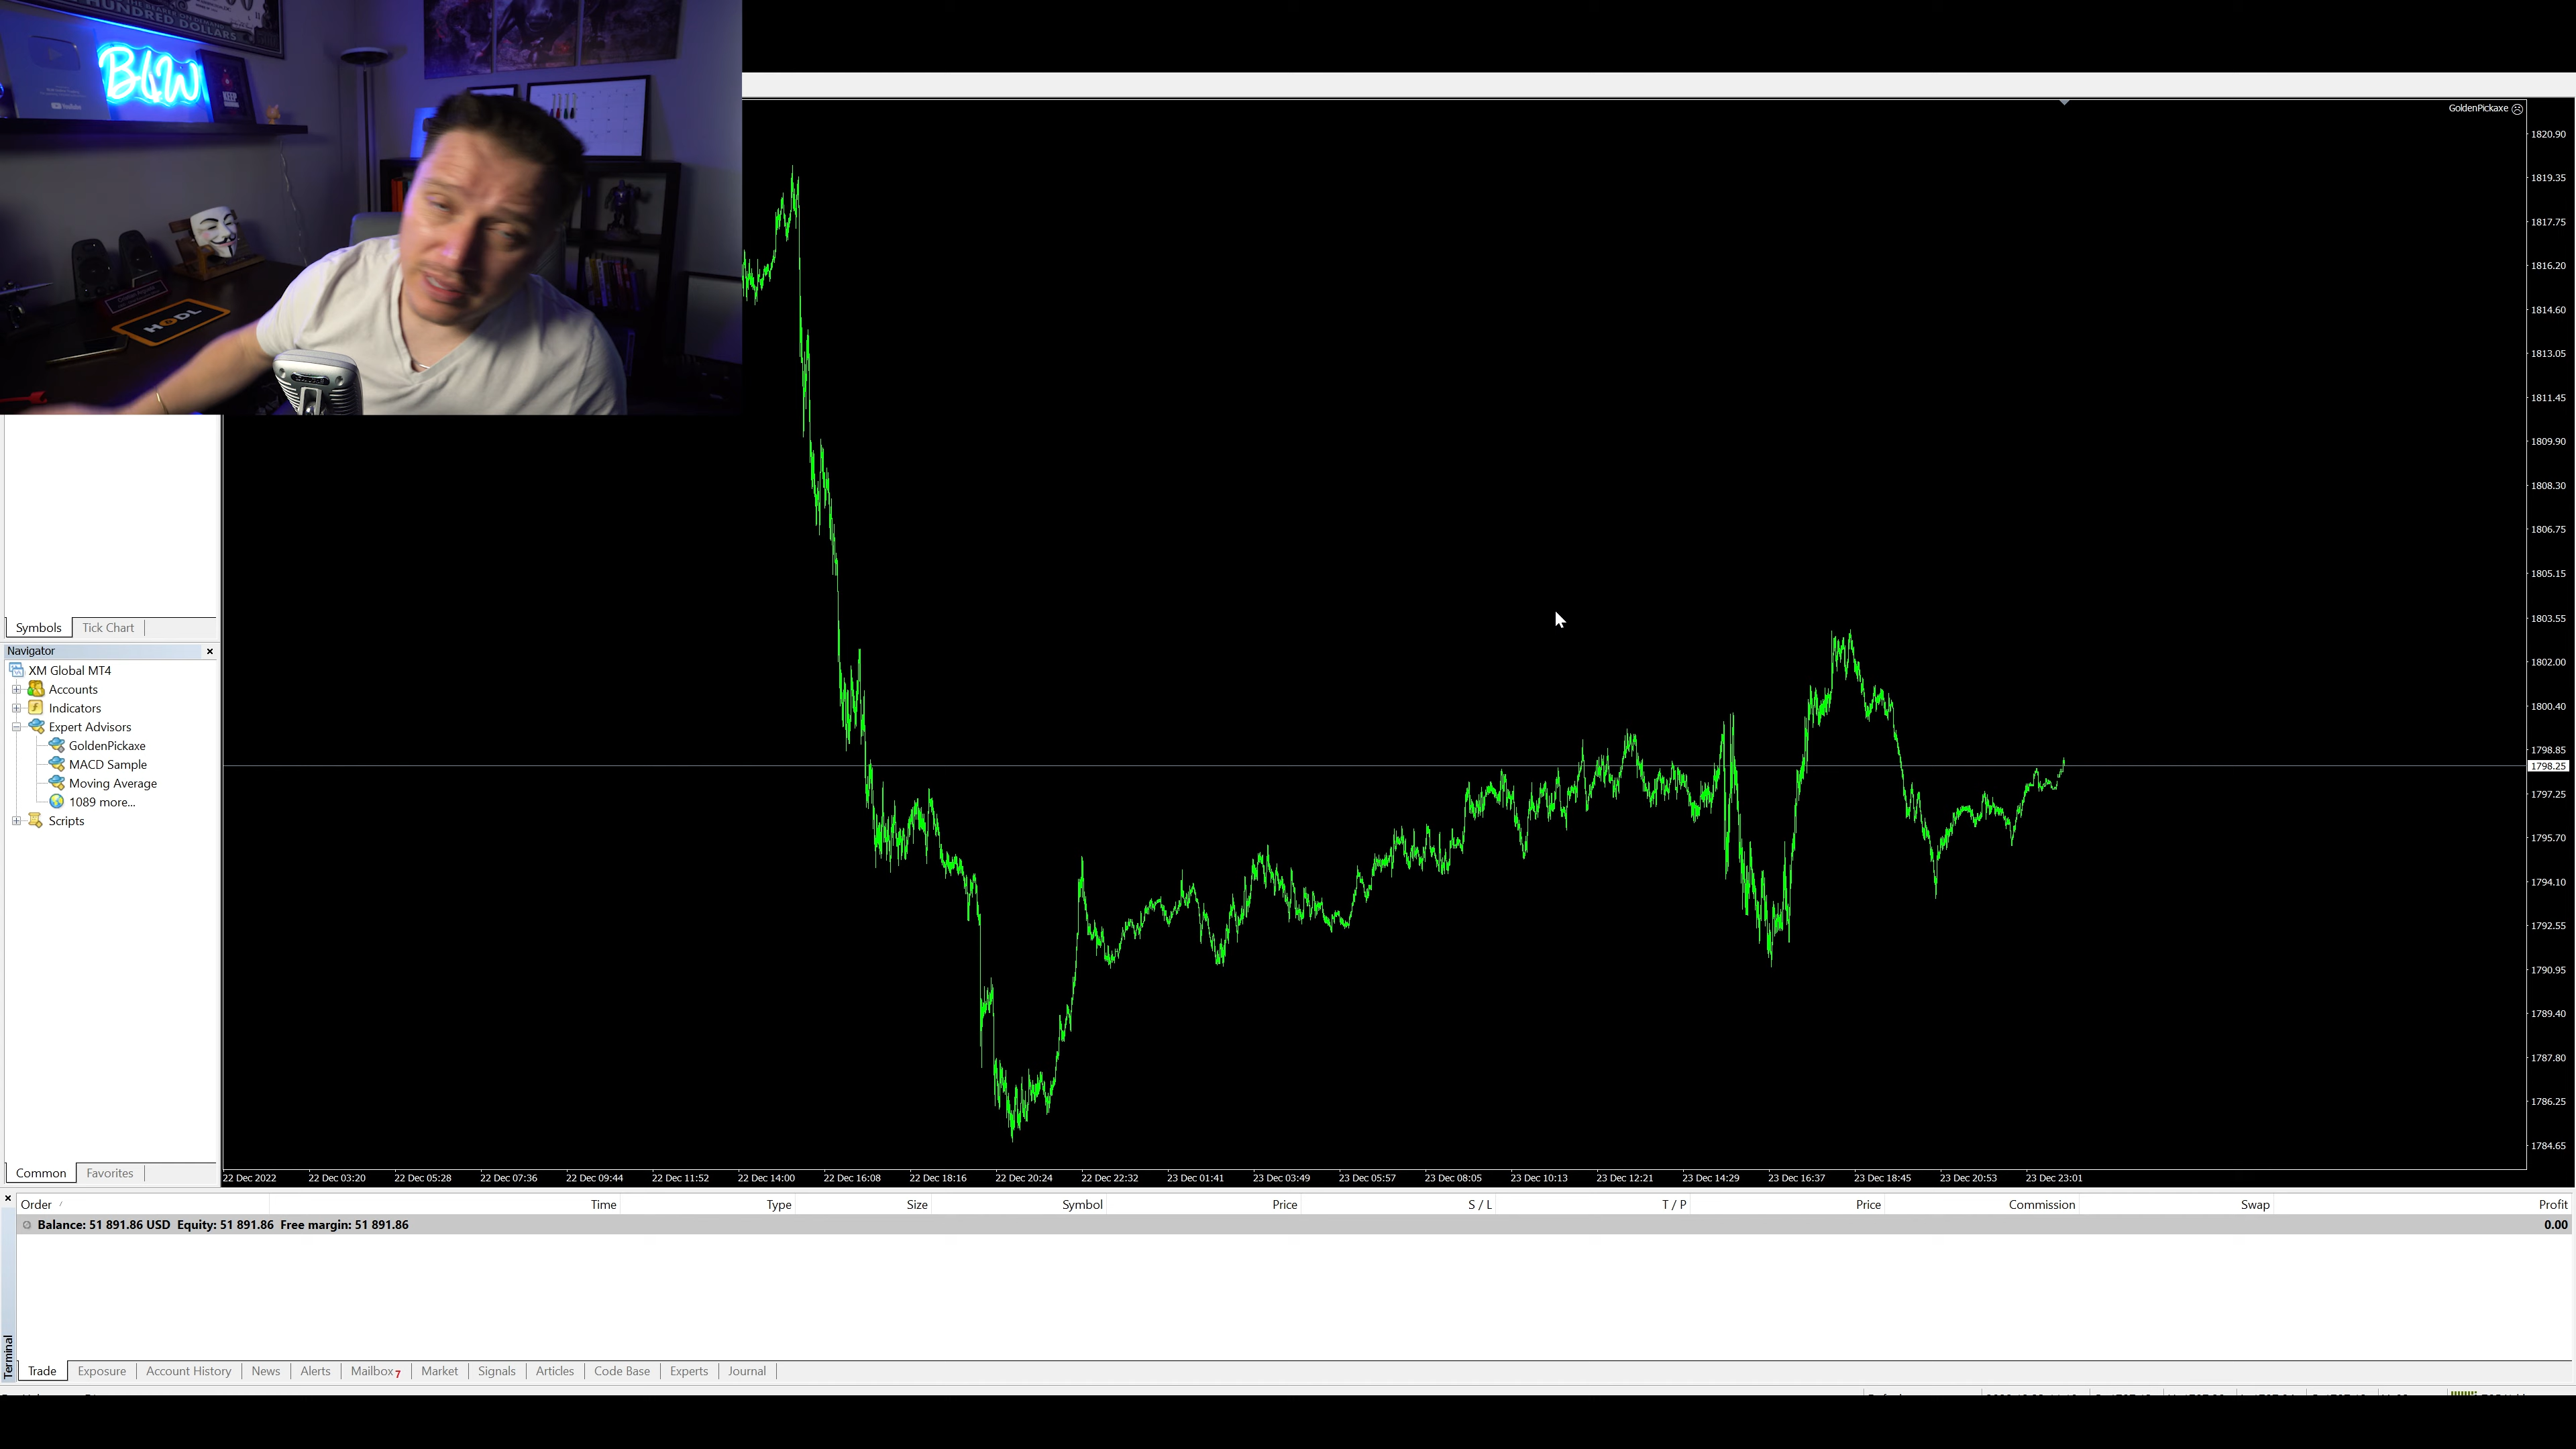 HUNDRED DOLLARS
B&W
YouTube
KEEP
HODL
GoldenPickaxe
1820.90
1819.35
1817.75
1816.20
1814.60
1813.05
1811.45
1809.90
1808.30
1806.75
1805.15
1803.55
1802.00
1800.40
1798.85
1798.25
1797.25
1795.70
1794.10
1792.55
1790.95
1789.40
1787.80
1786.25
1784.65
Symbols Tick Chart
Navigator
XM Global MT4
Accounts
Indicators
Expert Advisors
GoldenPickaxe
MACD Sample
Moving Average
1089 more...
Scripts
Common Favorites
22 Dec 2022 22 Dec 03:20 22 Dec 05:28 22 Dec 07:36 22 Dec 09:44 22 Dec 11:52 22 Dec 14:00 22 Dec 16:08 22 Dec 18:16 22 Dec 20:24 22 Dec 22:32 23 Dec 01:41 23 Dec 03:49 23 Dec 05:57 23 Dec 08:05 23 Dec 10:13 23 Dec 12:21 23 Dec 14:29 23 Dec 16:37 23 Dec 18:45 23 Dec 20:53 23 Dec 23:01
Order / Time Type Size Symbol Price S / L T / P Price Commission Swap Profit
Balance: 51 891.86 USD Equity: 51 891.86 Free margin: 51 891.86 0.00
Terminal
Trade Exposure Account History News Alerts Mailbox 7 Market Signals Articles Code Base Experts Journal